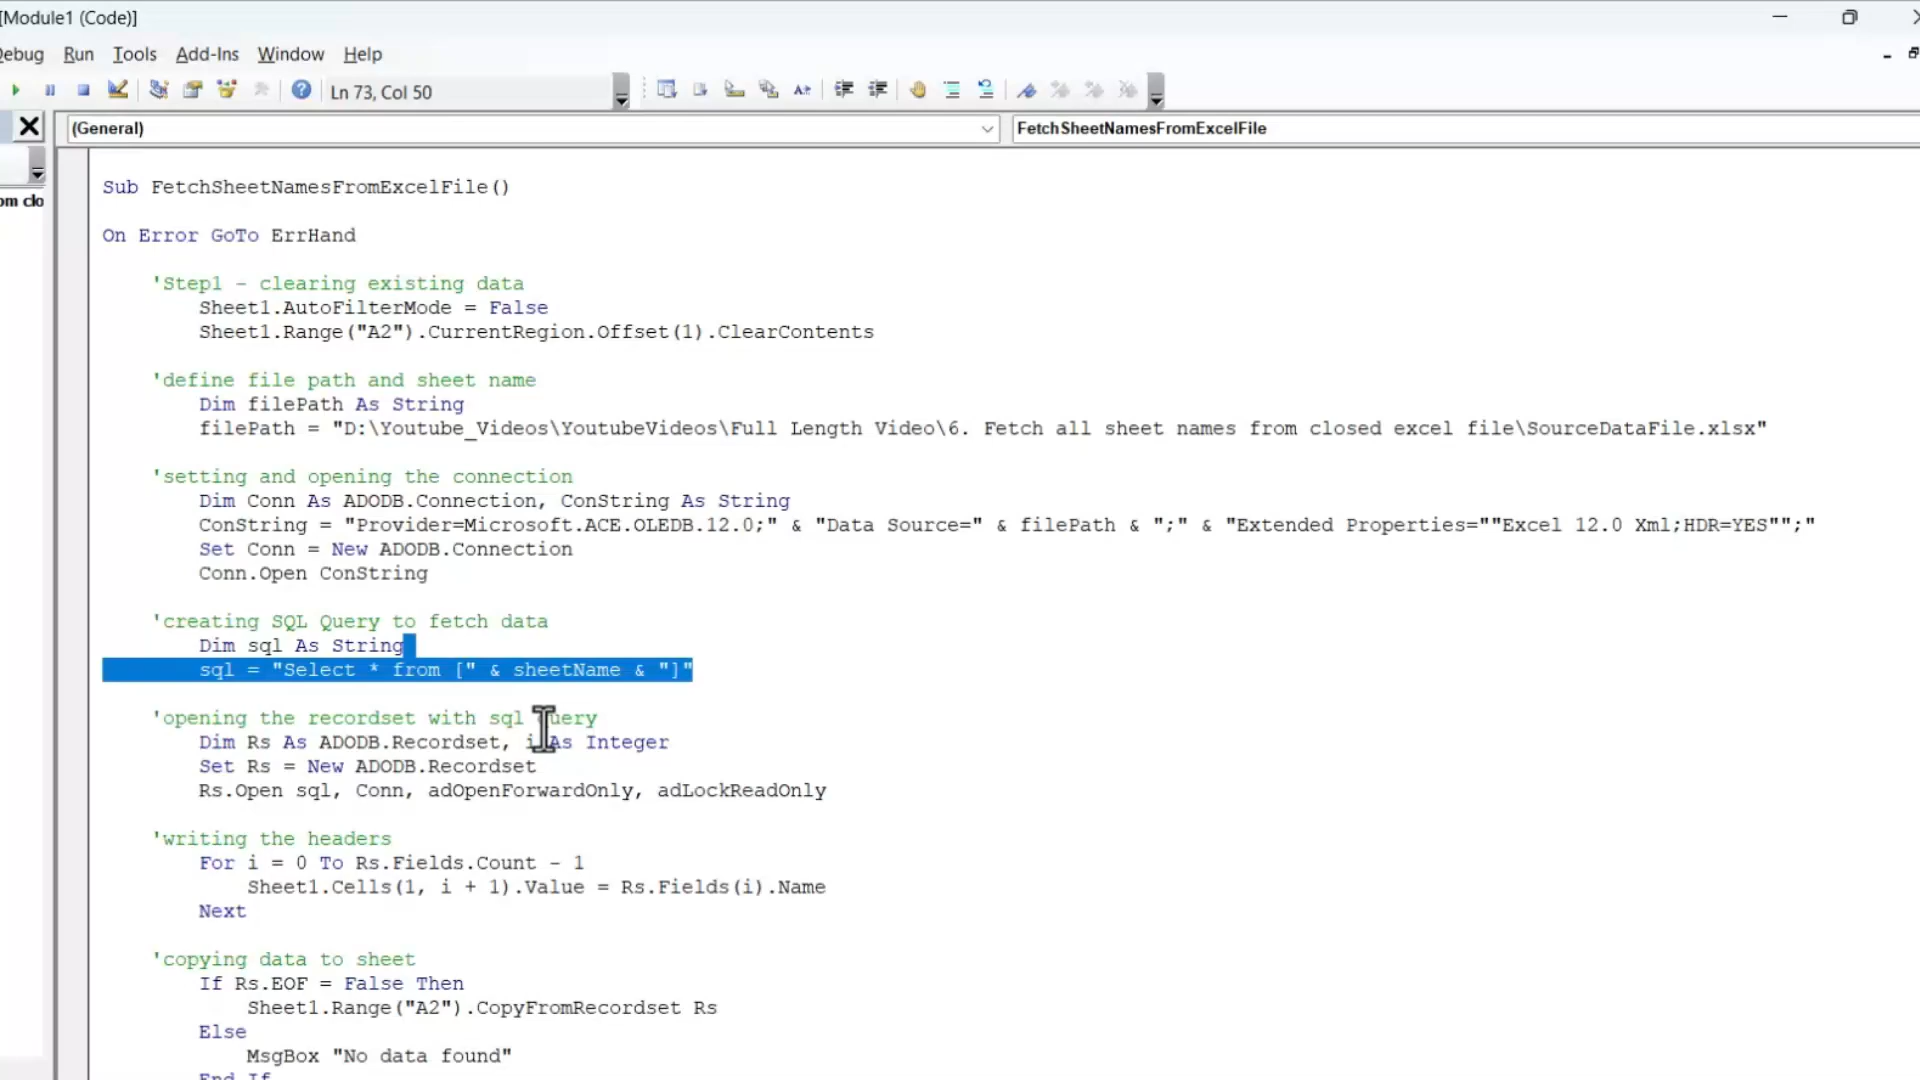 [Module1 (Code)]
Debug Run Tools Add-Ins Window Help
Ln 73, Col 50
(General)
FetchSheetNamesFromExcelFile
om clo
Sub FetchSheetNamesFromExcelFile()
On Error GoTo ErrHand
'Step1 - clearing existing data
Sheet1.AutoFilterMode = False
Sheet1.Range("A2").CurrentRegion.Offset(1).ClearContents
'define file path and sheet name
Dim filePath As String
filePath = "D:\Youtube_Videos\YoutubeVideos\Full Length Video\6. Fetch all sheet names from closed excel file\SourceDataFile.xlsx"
'setting and opening the connection
Dim Conn As ADODB.Connection, ConString As String
ConString = "Provider=Microsoft.ACE.OLEDB.12.0;" & "Data Source=" & filePath & ";" & "Extended Properties=""Excel 12.0 Xml;HDR=YES"";"
Set Conn = New ADODB.Connection
Conn.Open ConString
'creating SQL Query to fetch data
Dim sql As String
sql = "Select * from [" & sheetName & "]"
'opening the recordset with sql query
Dim Rs As ADODB.Recordset, i As Integer
Set Rs = New ADODB.Recordset
Rs.Open sql, Conn, adOpenForwardOnly, adLockReadOnly
'writing the headers
For i = 0 To Rs.Fields.Count - 1
Sheet1.Cells(1, i + 1).Value = Rs.Fields(i).Name
Next
'copying data to sheet
If Rs.EOF = False Then
Sheet1.Range("A2").CopyFromRecordset Rs
Else
MsgBox "No data found"
End If